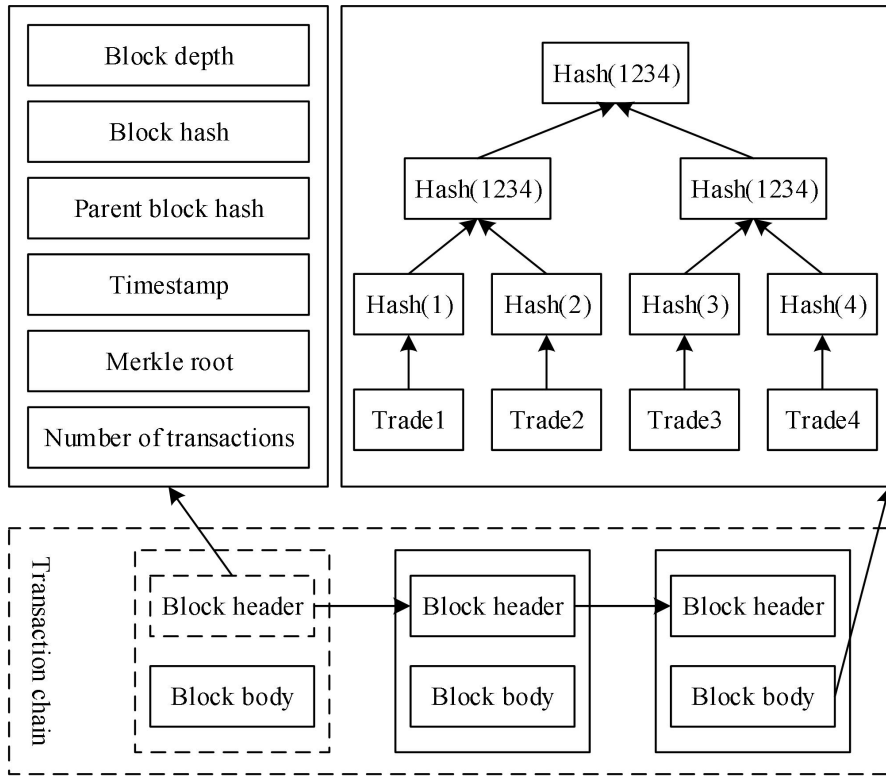 Block depth
Block hash
Parent block hash
Timestamp
Merkle root
Number of transactions
Hash(1234)
Hash(1234)
Hash(1234)
Hash(1)
Hash(2)
Hash(3)
Hash(4)
Trade1
Trade2
Trade3
Trade4
Transaction chain
Block header
Block header
Block header
Block body
Block body
Block body